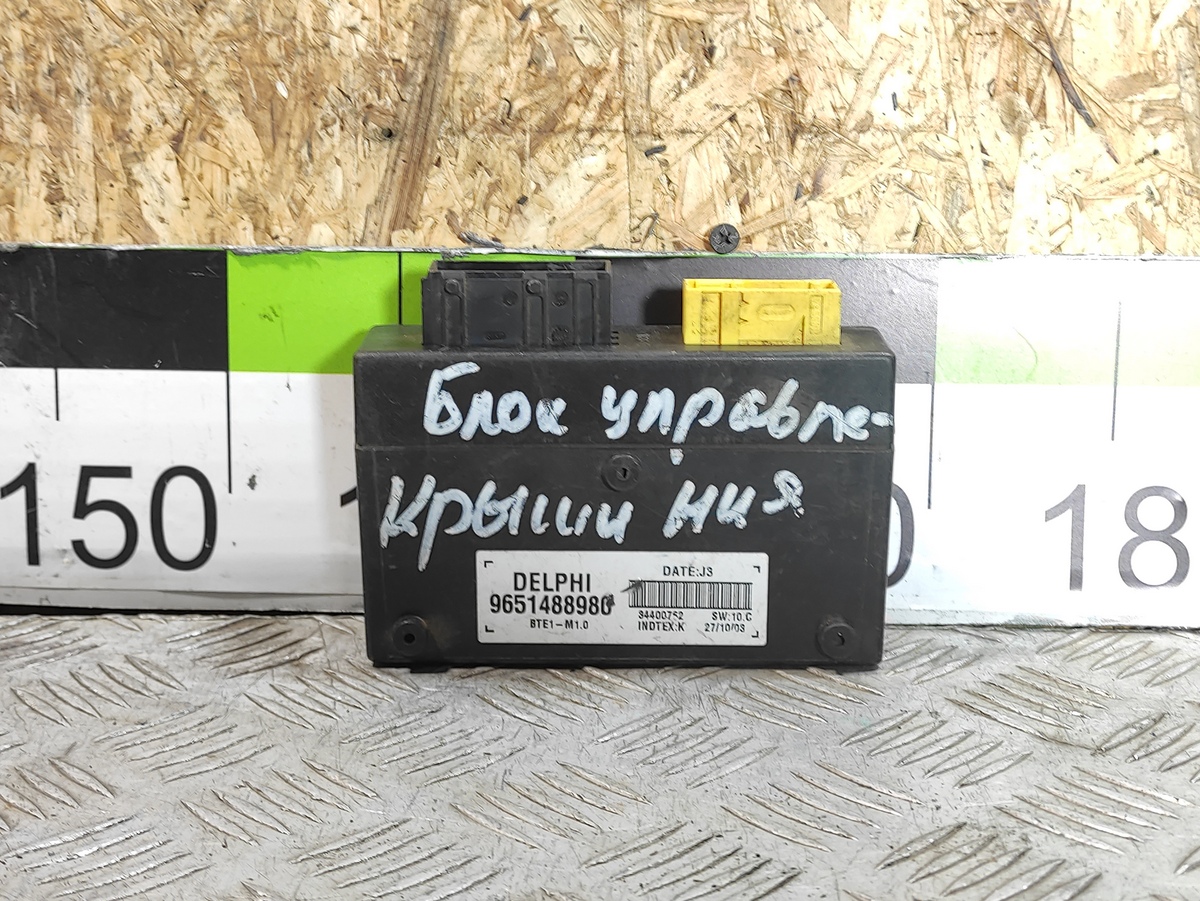 Блок управле-
крыши ния
150
18
DELPHI
9651488980
BTE1-M1.0
DATE:J3
84400752 SW:10.C
INDTEX:K 27/10/03